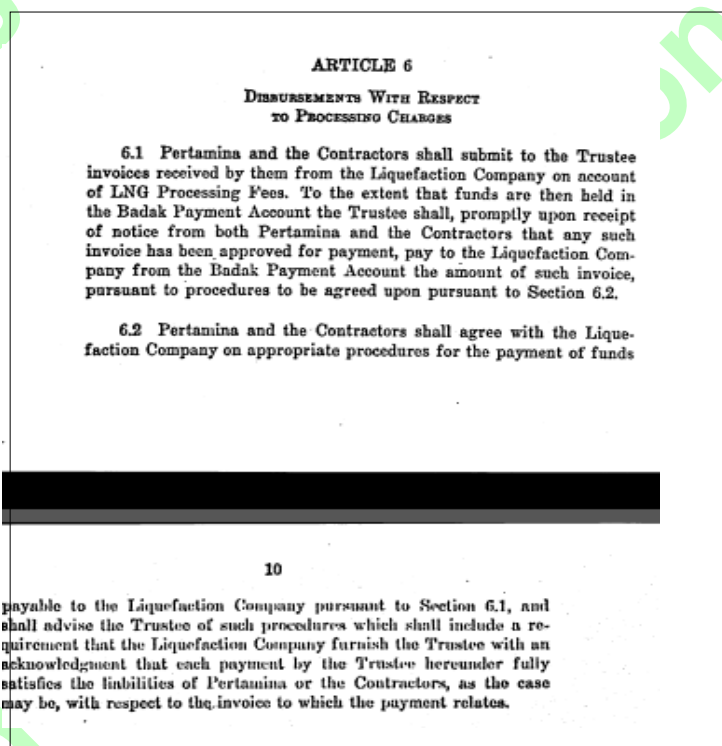 ARTICLE 6
DISBURSEMENTS WITH RESPECT
TO PROCESSING CHARGES
6.1 Pertamina and the Contractors shall submit to the Trustee
invoices received by them from the Liquefaction Company on account
of LNG Processing Fees. To the extent that funds are then held in
the Badak Payment Account the Trustee shall, promptly upon receipt
of notice from both Pertamina and the Contractors that any such
invoice has been approved for payment, pay to the Liquefaction Com-
pany from the Badak Payment Account the amount of such invoice,
pursuant to procedures to be agreed upon pursuant to Section 6.2.
6.2 Pertamina and the Contractors shall agree with the Lique-
faction Company on appropriate procedures for the payment of funds
10
payable to the Liquefaction Company pursuant to Section 6.1, and
shall advise the Trustee of such procedures which shall include a re-
quirement that the Liquefaction Company furnish the Trustee with an
acknowledgment that each payment by the Trustee hereunder fully
satisfies the liabilities of Pertamina or the Contractors, as the case
may be, with respect to the invoice to which the payment relates.